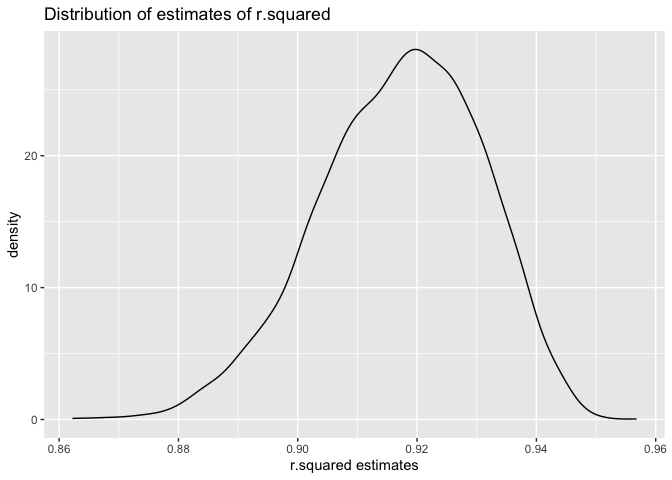 Distribution of estimates of r.squared
density
20
10
0
0.86 0.88 0.90 0.92 0.94 0.96
r.squared estimates